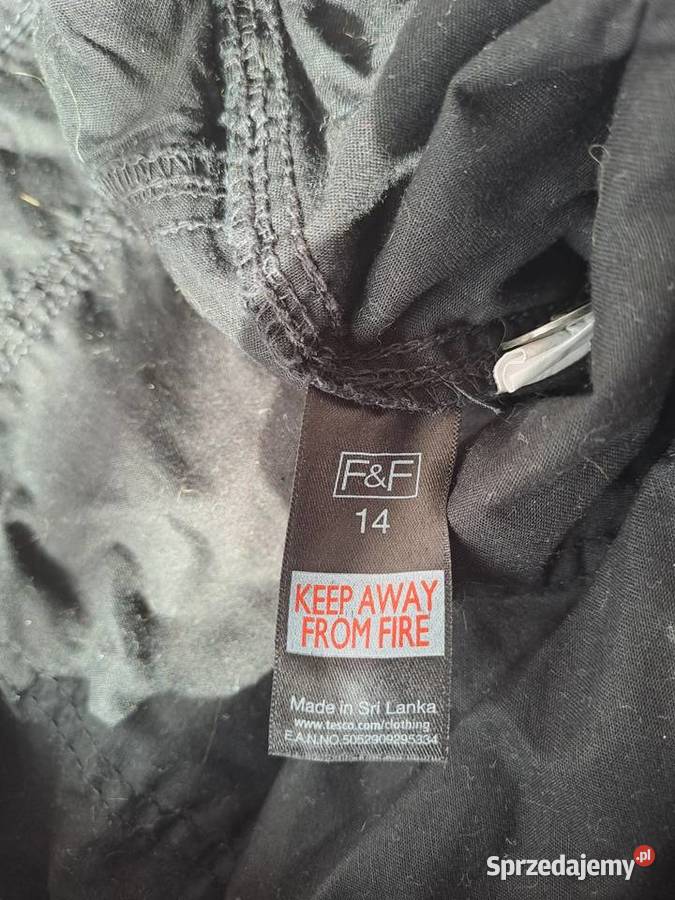 F&F
14
KEEP AWAY
FROM FIRE
Made in Sri Lanka
www.tesco.com/clothing
E.A.N.NO.5052909295334
Sprzedajemy.pl